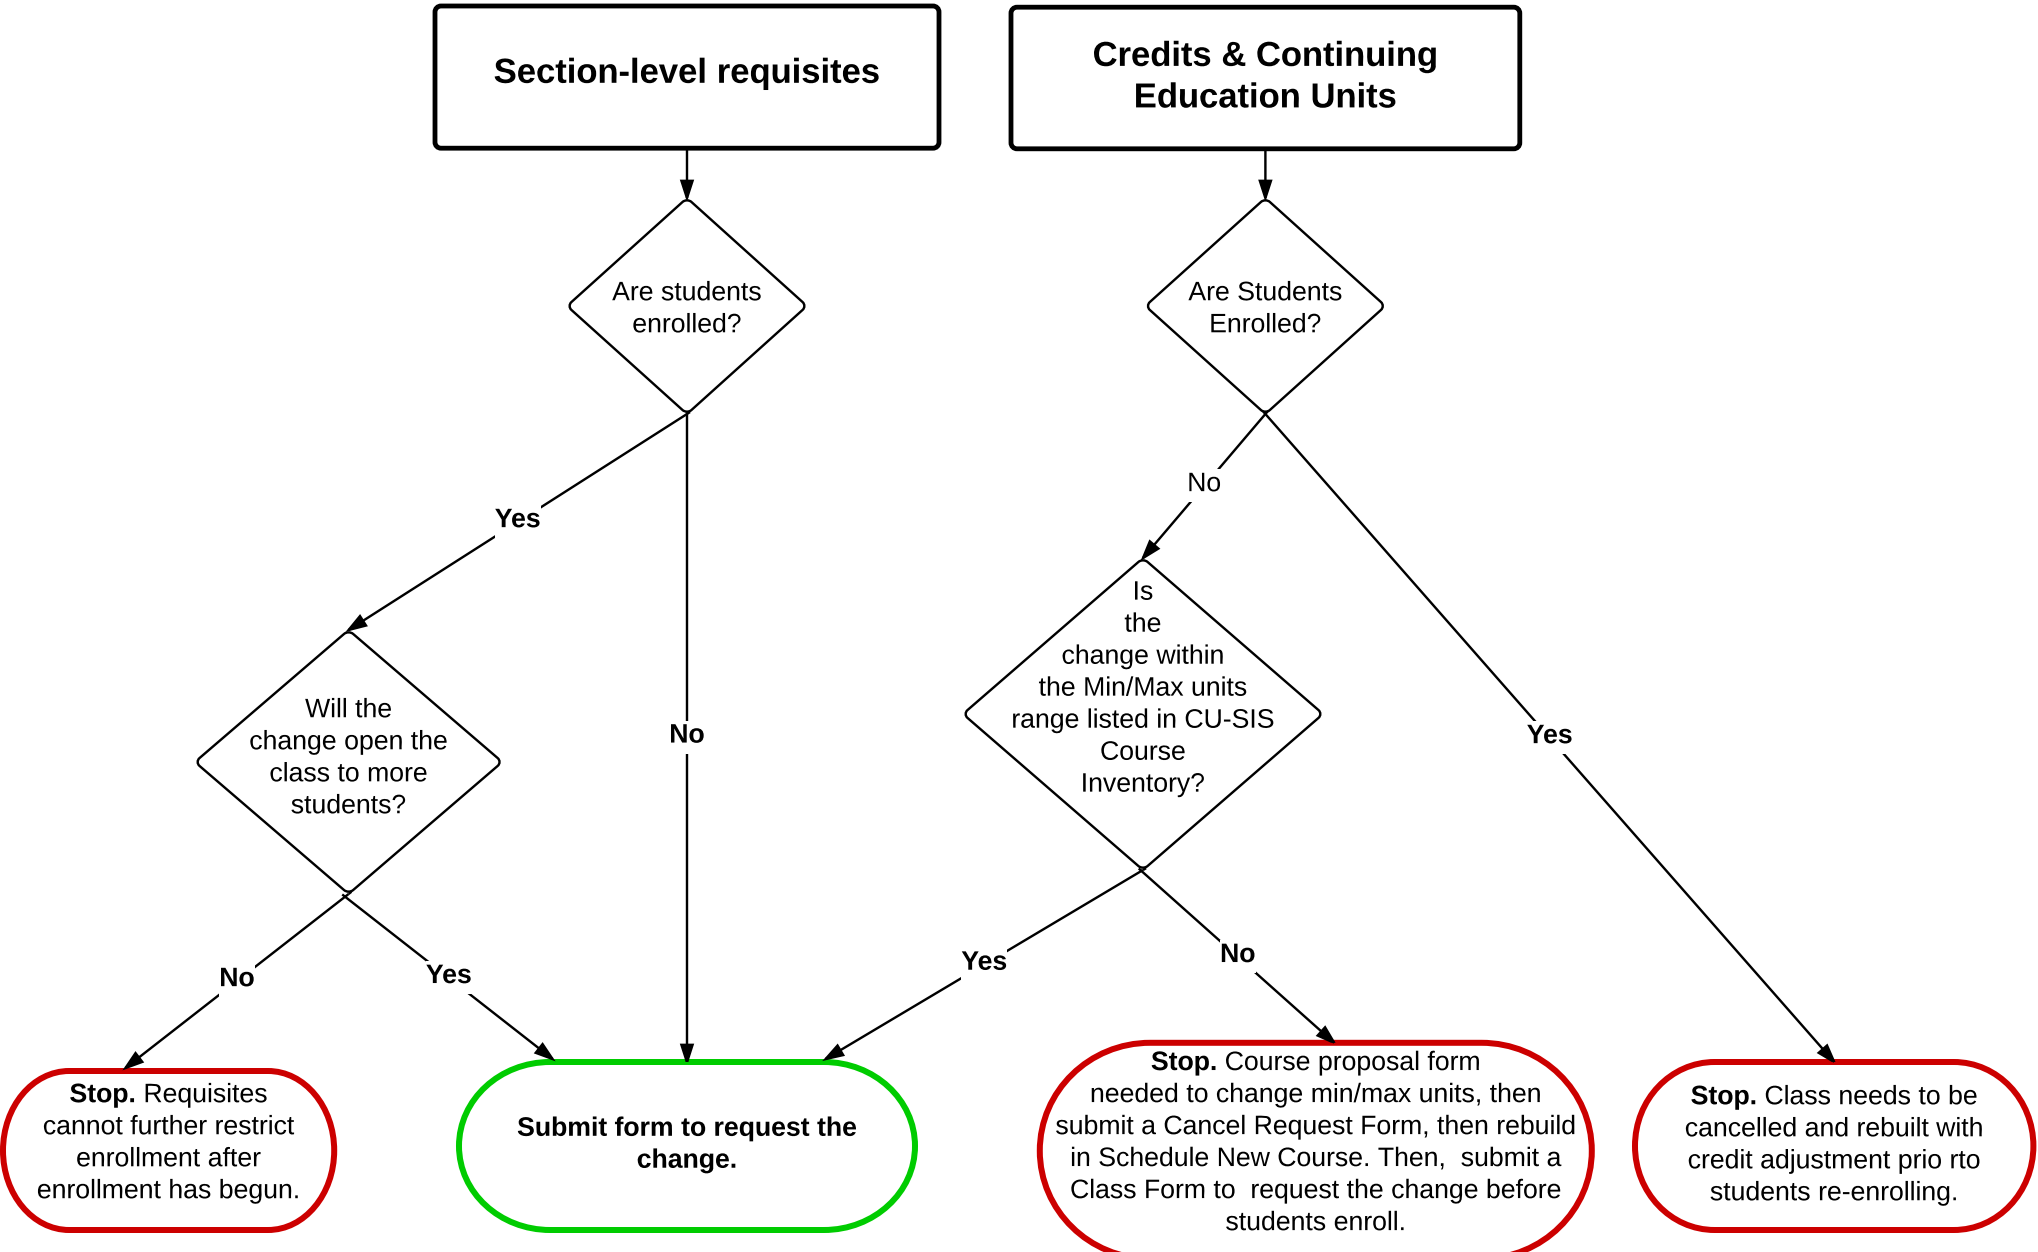 Section-level requisites
Credits & Continuing
Education Units
Are students
enrolled?
Are Students
Enrolled?
No
Yes
Is
the
change within
the Min/Max units
range listed in CU-SIS
Course
Inventory?
Will the
change open the
class to more
students?
No
Yes
No
Yes
Yes
No
Stop. Requisites
cannot further restrict
enrollment after
enrollment has begun.
Submit form to request the
change.
Stop. Course proposal form
needed to change min/max units, then
submit a Cancel Request Form, then rebuild
in Schedule New Course. Then,  submit a
Class Form to  request the change before
students enroll.
Stop. Class needs to be
cancelled and rebuilt with
credit adjustment prio rto
students re-enrolling.